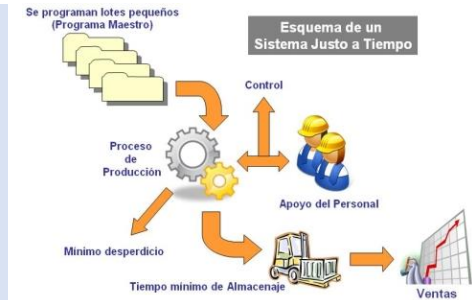 Se programan lotes pequeños
(Programa Maestro)
Esquema de un
Sistema Justo a Tiempo
Control
Proceso
de
Producción
Apoyo del Personal
Mínimo desperdicio
Tiempo mínimo de Almacenaje
Ventas